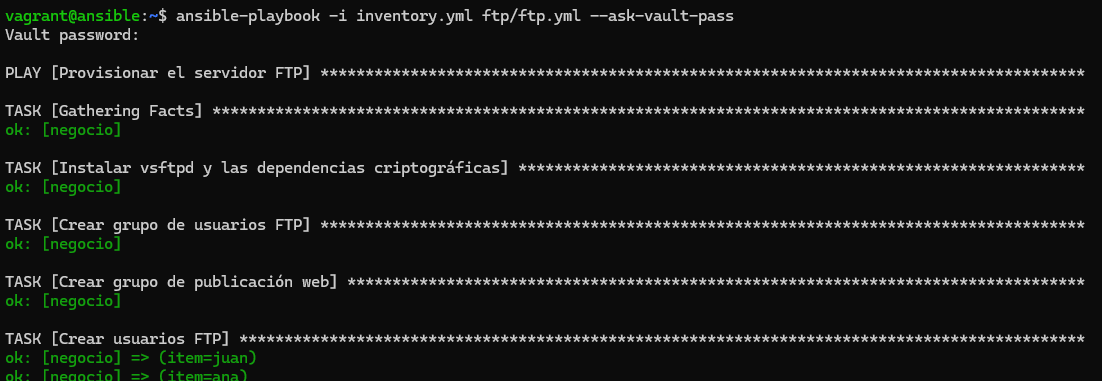 vagrant@ansible:~$ ansible-playbook -i inventory.yml ftp/ftp.yml --ask-vault-pass
Vault password:
PLAY [Provisionar el servidor FTP] *************************************************************************************
TASK [Gathering Facts] *************************************************************************************************
ok: [negocio]
TASK [Instalar vsftpd y las dependencias criptográficas] ***************************************************************
ok: [negocio]
TASK [Crear grupo de usuarios FTP] *************************************************************************************
ok: [negocio]
TASK [Crear grupo de publicación web] **********************************************************************************
ok: [negocio]
TASK [Crear usuarios FTP] **********************************************************************************************
ok: [negocio] => (item=juan)
ok: [negocio] => (item=ana)